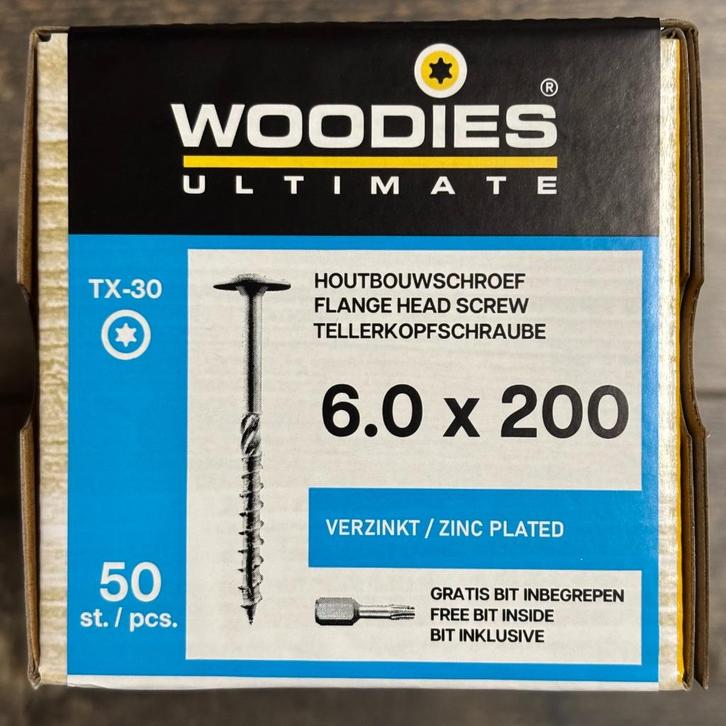 WOODIES®
ULTIMATE
TX-30
HOUTBOUWSCHROEF
FLANGE HEAD SCREW
TELLERKOPFSCHRAUBE
6.0 x 200
VERZINKT / ZINC PLATED
50
st. / pcs.
GRATIS BIT INBEGREPEN
FREE BIT INSIDE
BIT INKLUSIVE